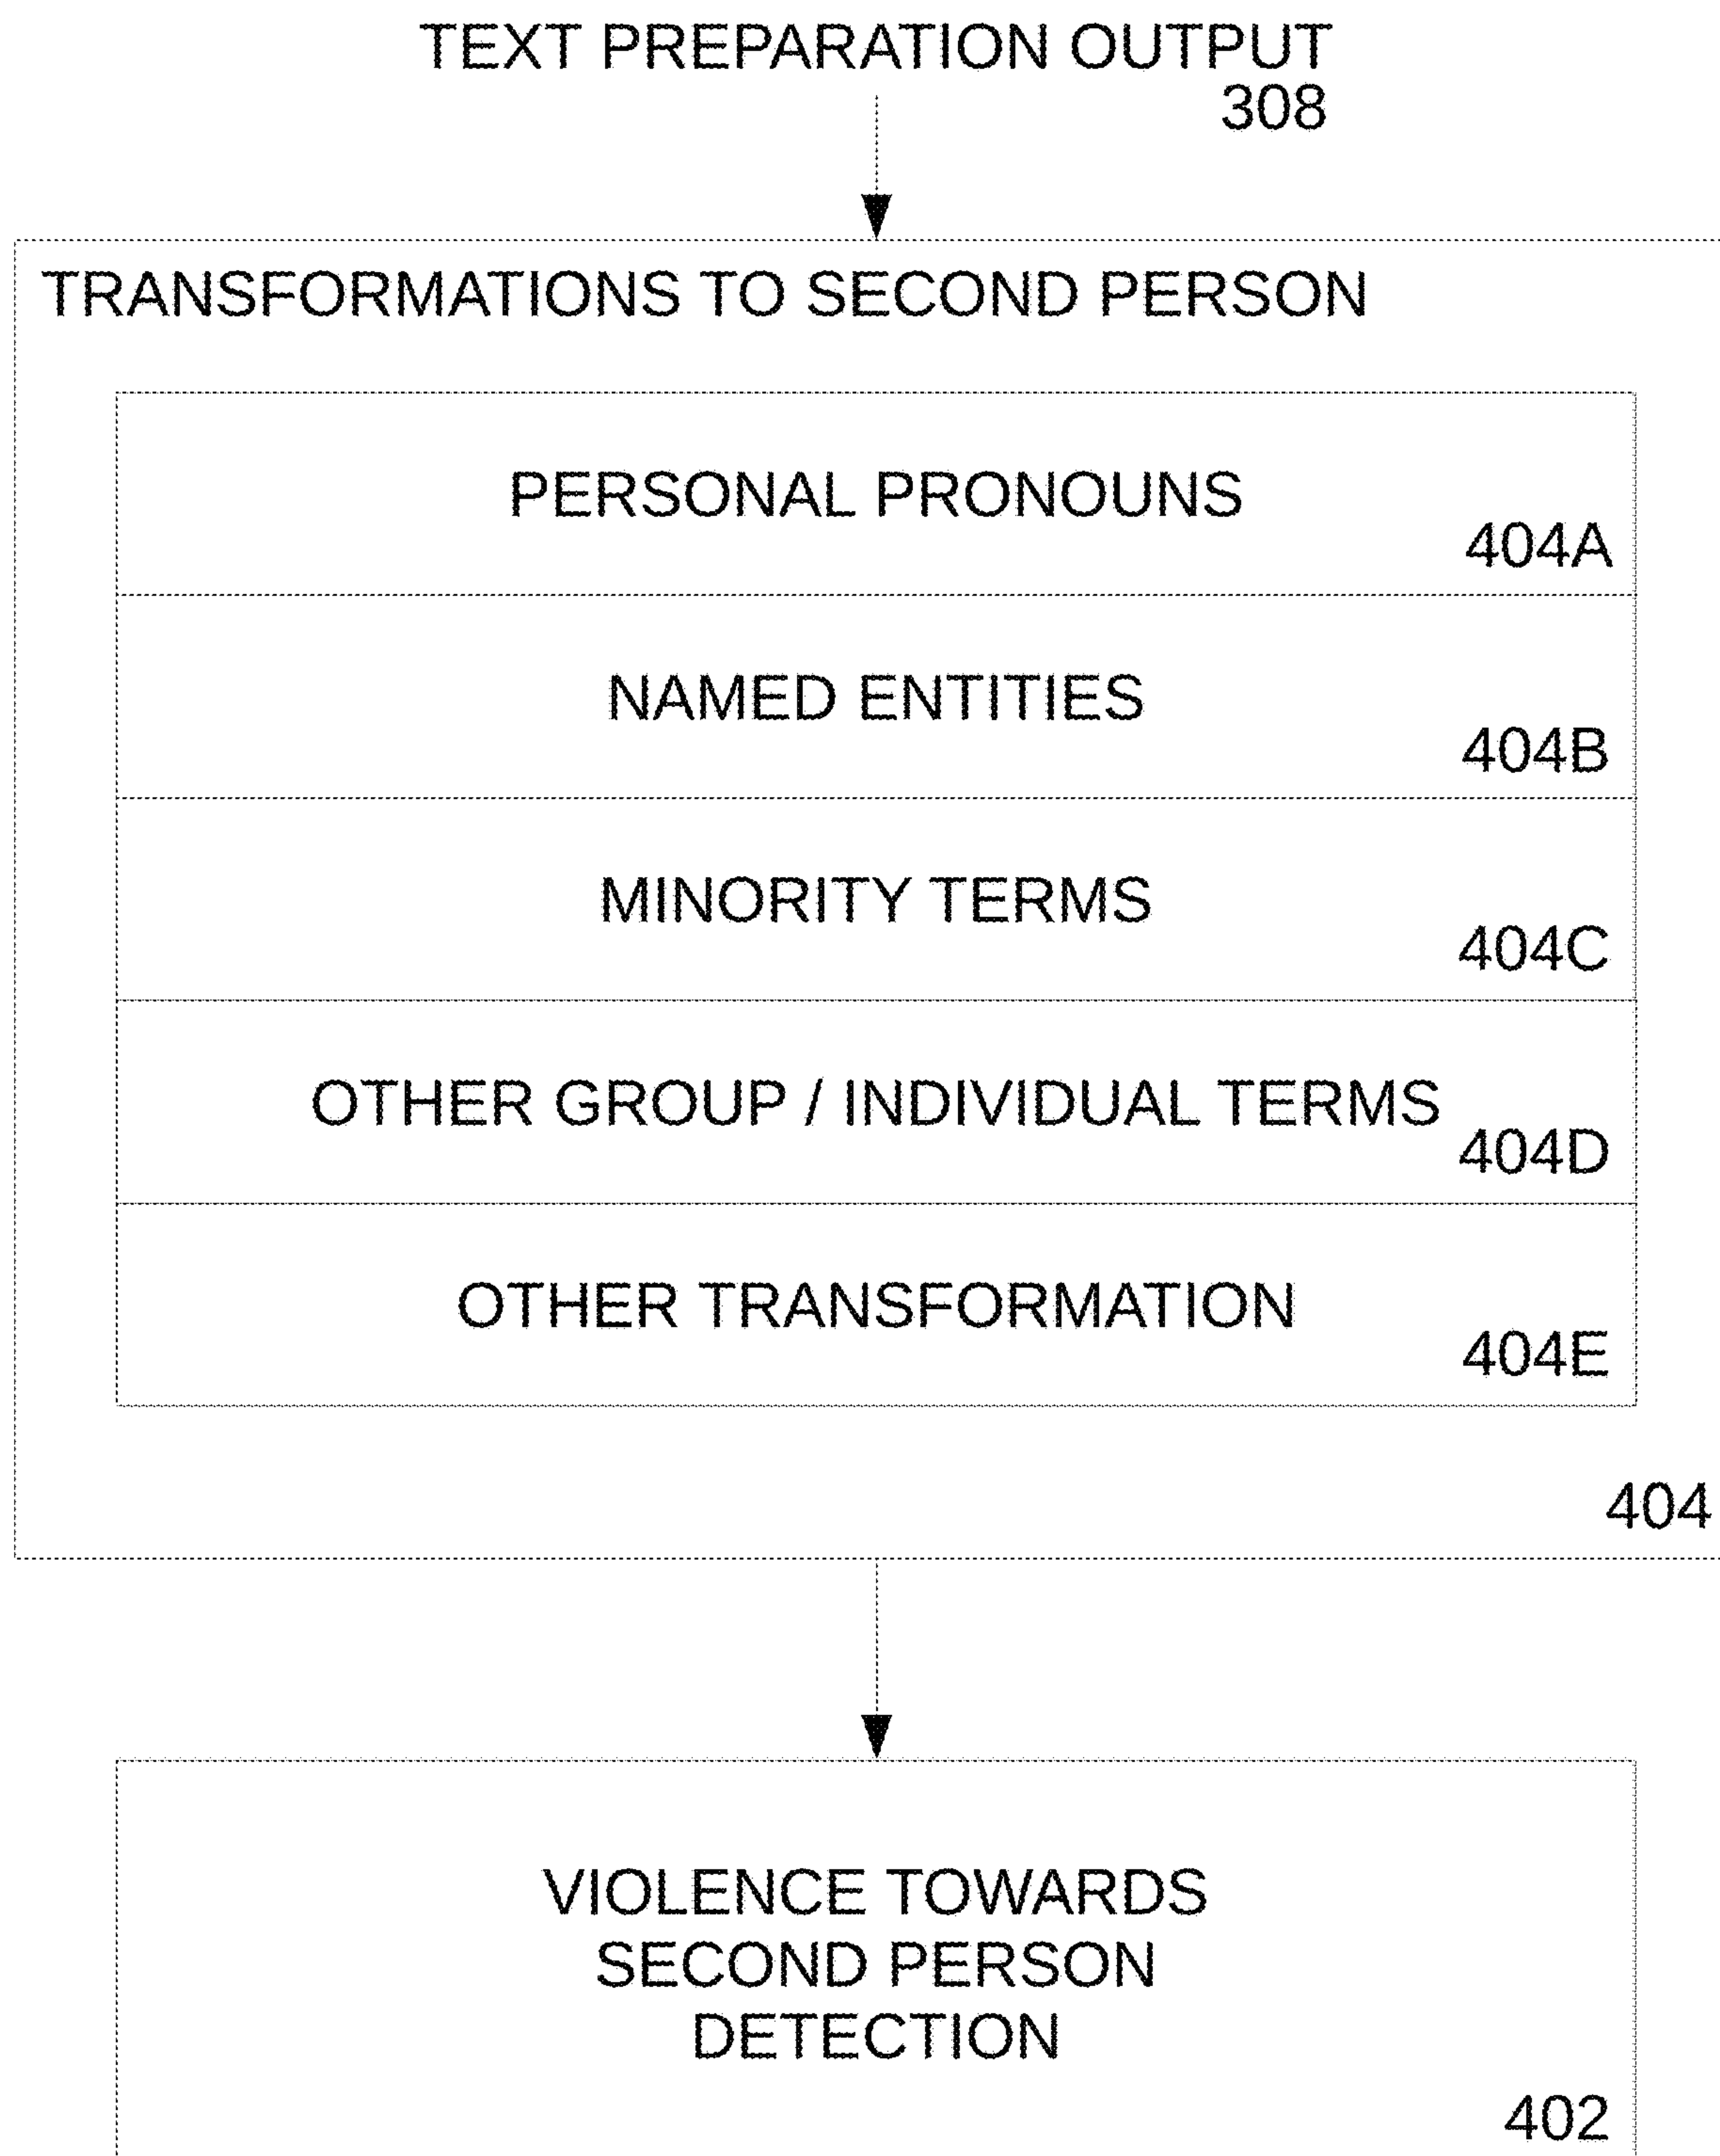 TEXT PREPARATION OUTPUT
308
TRANSFORMATIONS TO SECOND PERSON
PERSONAL PRONOUNS
404A
NAMED ENTITIES
404B
MINORITY TERMS
404C
OTHER GROUP / INDIVIDUAL TERMS
404D
OTHER TRANSFORMATION
404E
404
VIOLENCE TOWARDS
SECOND PERSON
DETECTION
402